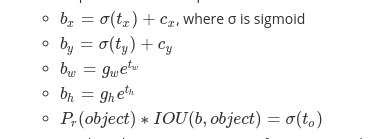 b_x = σ(t_x) + c_x, where σ is sigmoid
b_y = σ(t_y) + c_y
b_w = g_w e^{t_w}
b_h = g_h e^{t_h}
P_r(object) * IOU(b, object) = σ(t_o)